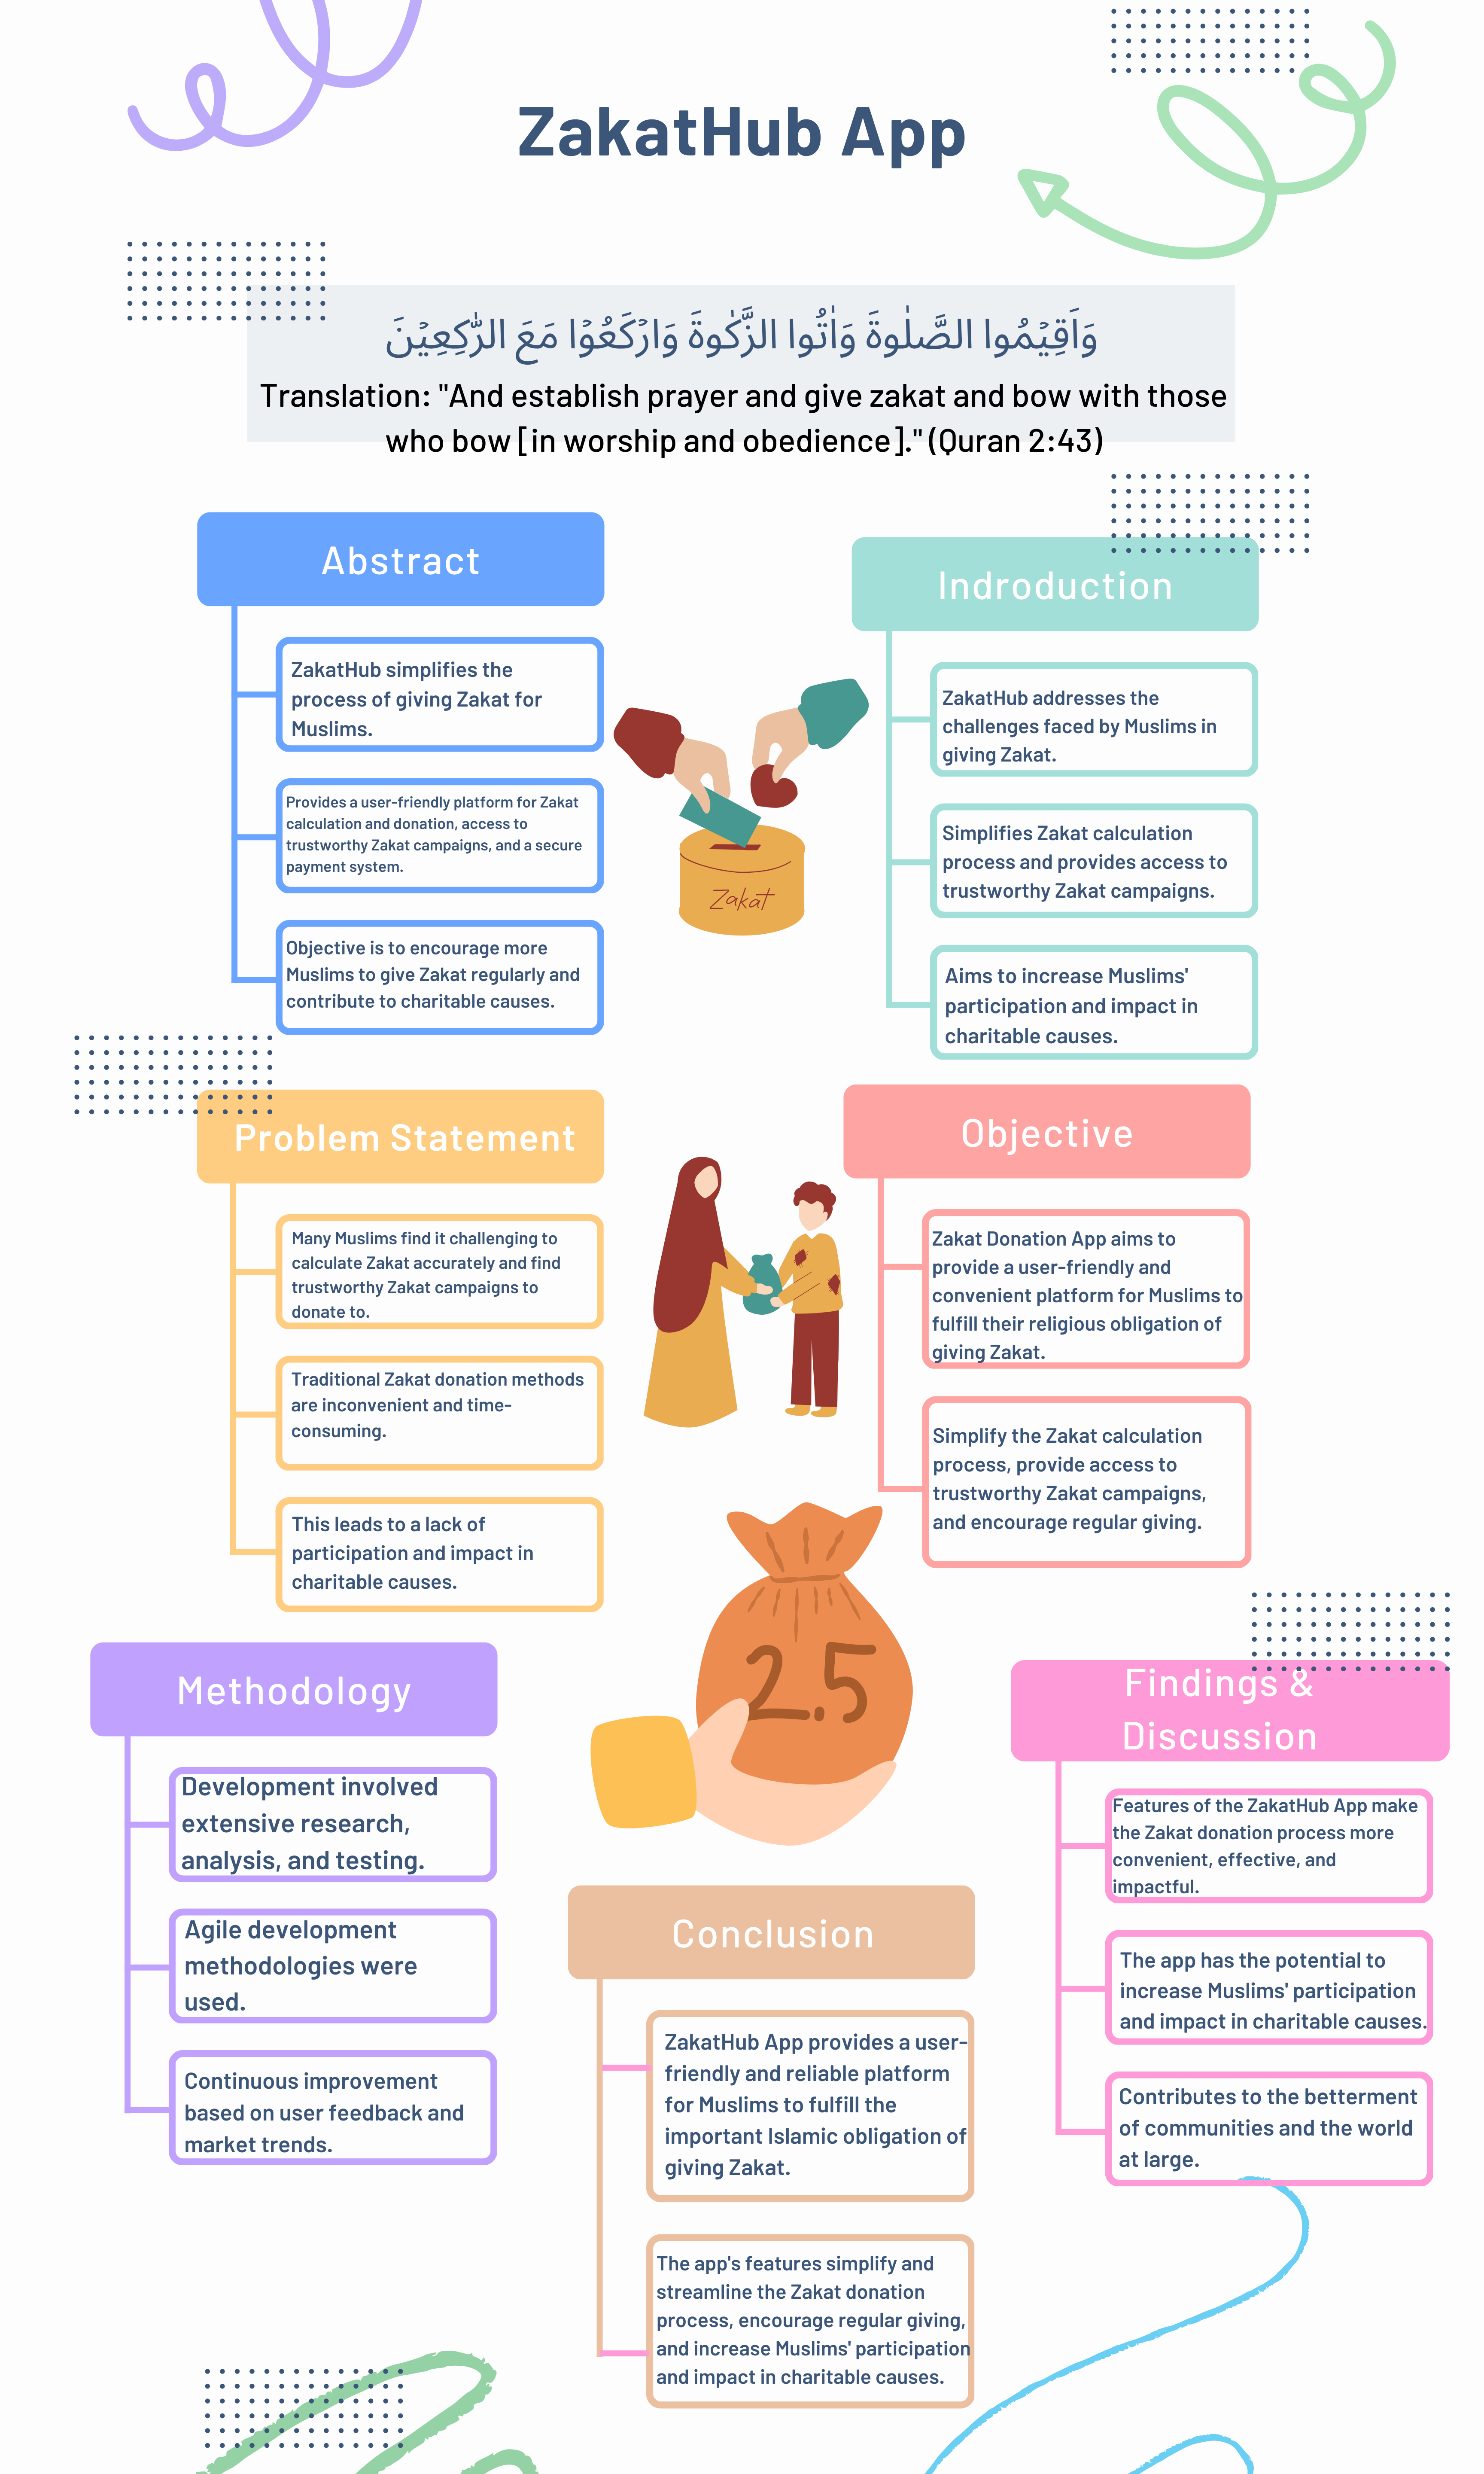 ZakatHub App
وَاَقِيۡمُوا الصَّلٰوةَ وَاٰتُوا الزَّكٰوةَ وَارۡكَعُوۡا مَعَ الرّٰكِعِيۡنَ
Translation: "And establish prayer and give zakat and bow with those
who bow [in worship and obedience]." (Quran 2:43)
Abstract
ZakatHub simplifies the
process of giving Zakat for
Muslims.
Provides a user-friendly platform for Zakat
calculation and donation, access to
trustworthy Zakat campaigns, and a secure
payment system.
Objective is to encourage more
Muslims to give Zakat regularly and
contribute to charitable causes.
Zakat
Indroduction
ZakatHub addresses the
challenges faced by Muslims in
giving Zakat.
Simplifies Zakat calculation
process and provides access to
trustworthy Zakat campaigns.
Aims to increase Muslims'
participation and impact in
charitable causes.
Problem Statement
Many Muslims find it challenging to
calculate Zakat accurately and find
trustworthy Zakat campaigns to
donate to.
Traditional Zakat donation methods
are inconvenient and time-
consuming.
This leads to a lack of
participation and impact in
charitable causes.
Objective
Zakat Donation App aims to
provide a user-friendly and
convenient platform for Muslims to
fulfill their religious obligation of
giving Zakat.
Simplify the Zakat calculation
process, provide access to
trustworthy Zakat campaigns,
and encourage regular giving.
2.5
Methodology
Development involved
extensive research,
analysis, and testing.
Agile development
methodologies were
used.
Continuous improvement
based on user feedback and
market trends.
Conclusion
ZakatHub App provides a user-
friendly and reliable platform
for Muslims to fulfill the
important Islamic obligation of
giving Zakat.
The app's features simplify and
streamline the Zakat donation
process, encourage regular giving,
and increase Muslims' participation
and impact in charitable causes.
Findings &
Discussion
Features of the ZakatHub App make
the Zakat donation process more
convenient, effective, and
impactful.
The app has the potential to
increase Muslims' participation
and impact in charitable causes.
Contributes to the betterment
of communities and the world
at large.